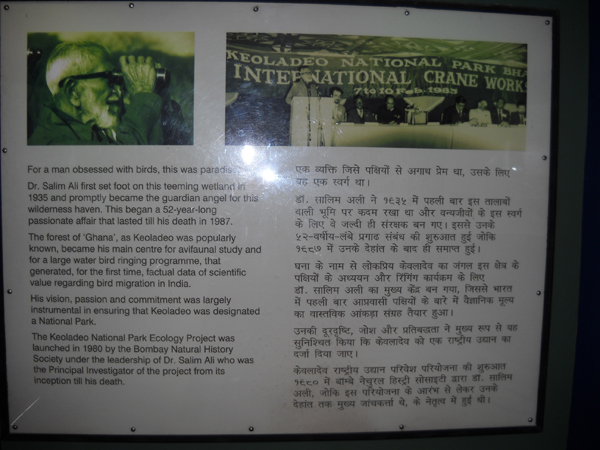 KEOLADEO NATIONAL PARK BHA
INTERNATIONAL CRANE WORKS
7 to 10 Feb. 1983
For a man obsessed with birds, this was paradise
Dr. Salim Ali first set foot on this teeming wetland in
1935 and promptly became the guardian angel for this
wilderness haven. This began a 52-year-long
passionate affair that lasted till his death in 1987.
The forest of 'Ghana', as Keoladeo was popularly
known, became his main centre for avifaunal study and
for a large water bird ringing programme, that
generated, for the first time, factual data of scientific
value regarding bird migration in India.
His vision, passion and commitment was largely
instrumental in ensuring that Keoladeo was designated
a National Park.
The Keoladeo National Park Ecology Project was
launched in 1980 by the Bombay Natural History
Society under the leadership of Dr. Salim Ali who was
the Principal Investigator of the project from its
inception till his death.
एक व्यक्ति जिसे पक्षियों से अगाध प्रेम था, उसके लिए
यह एक स्वर्ग था।
डॉ. सालिम अली ने १९३५ में पहली बार इस तालाबों
वाली भूमि पर कदम रखा था और वन्यजीवों के इस स्वर्ग
के लिए वे जल्दी ही संरक्षक बन गए। इससे उनके
५२-वर्षीय-लंबे प्रगाढ संबंध की शुरुआत हुई जोकि
१९८७ में उनके देहांत के बाद ही समाप्त हुई।
घना के नाम से लोकप्रिय केवलादेव का जंगल इस क्षेत्र के
पक्षियों के अध्ययन और रिंगिंग कार्यक्रम के लिए
डॉ. सालिम अली का मुख्य केंद्र बन गया, जिससे भारत
में पहली बार आप्रवासी पक्षियों के बारे में वैज्ञानिक मूल्य
का वास्तविक आंकड़ा संग्रह तैयार हुआ।
उनकी दूरदृष्टि, जोश और प्रतिबद्धता ने मुख्य रूप से यह
सुनिश्चित किया कि केवलादेव को एक राष्ट्रीय उद्यान का
दर्जा दिया जाए।
केवलादेव राष्ट्रीय उद्यान परिवेश परियोजना की शुरुआत
१९८० में बाम्बे नैचुरल हिस्ट्री सोसाइटी द्वारा डा. सालिम
अली, जोकि इस परियोजना के आरंभ से लेकर उनके
देहांत तक मुख्य जांचकर्ता थे, के नेतृत्व में हुई थी।